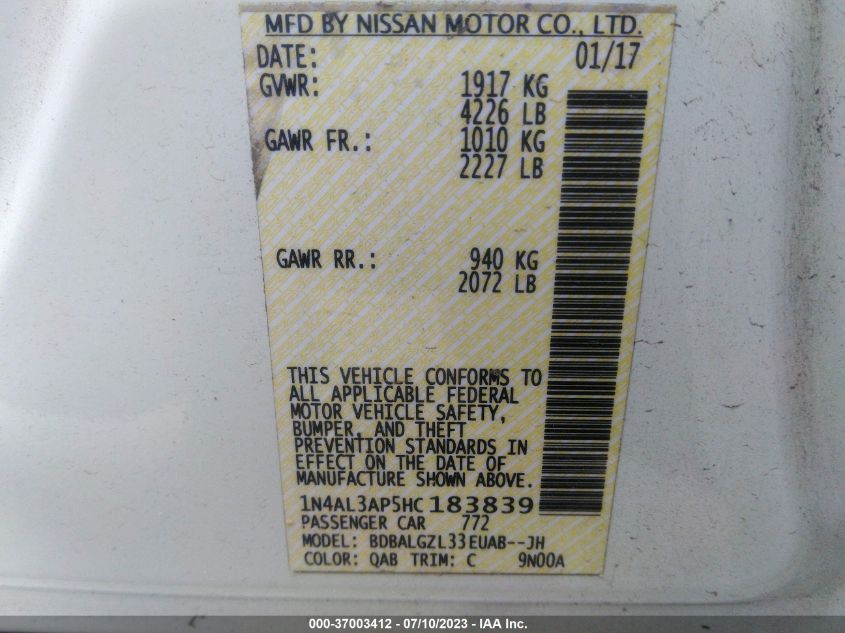 MFD BY NISSAN MOTOR CO., LTD.
DATE: 01/17
GVWR: 1917 KG
4226 LB
GAWR FR.: 1010 KG
2227 LB
GAWR RR.: 940 KG
2072 LB
THIS VEHICLE CONFORMS TO
ALL APPLICABLE FEDERAL
MOTOR VEHICLE SAFETY,
BUMPER, AND THEFT
PREVENTION STANDARDS IN
EFFECT ON THE DATE OF
MANUFACTURE SHOWN ABOVE.
1N4AL3AP5HC183839
PASSENGER CAR 772
MODEL: BDBALGZL33EUAB--JH
COLOR: QAB TRIM: C 9N00A
000-37003412 - 07/10/2023 - IAA Inc.